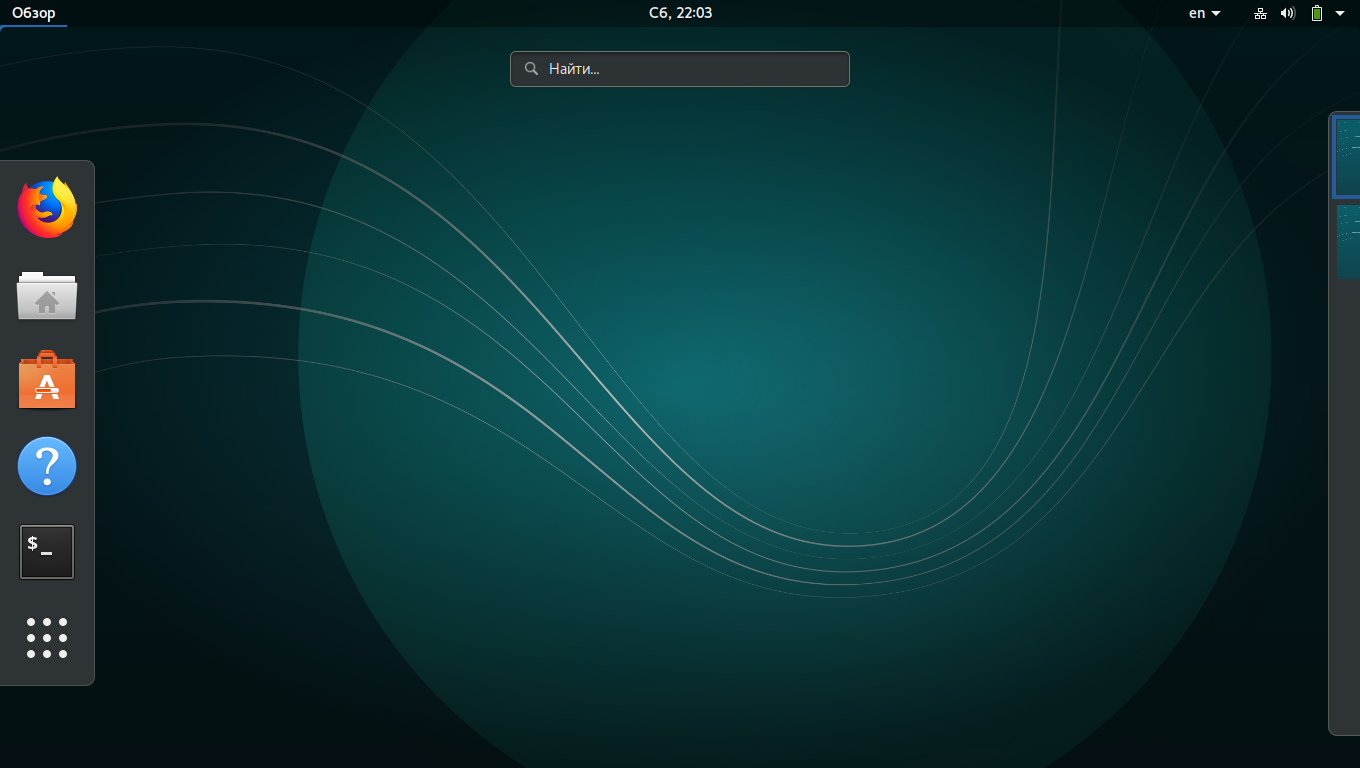 Обзор
Сб, 22:03
en
Найти...
A
?
$_